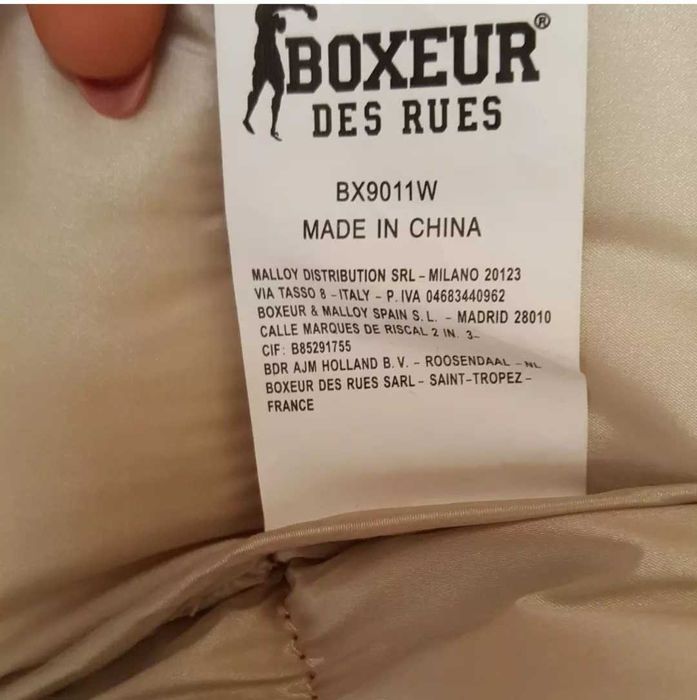 BOXEUR®
DES RUES
BX9011W
MADE IN CHINA
MALLOY DISTRIBUTION SRL - MILANO 20123
VIA TASSO 8 - ITALY - P. IVA 04683440962
BOXEUR & MALLOY SPAIN S. L. - MADRID 28010
CALLE MARQUES DE RISCAL 2 IN. 3-
CIF: B85291755
BDR AJM HOLLAND B. V. - ROOSENDAAL - NL
BOXEUR DES RUES SARL - SAINT-TROPEZ -
FRANCE